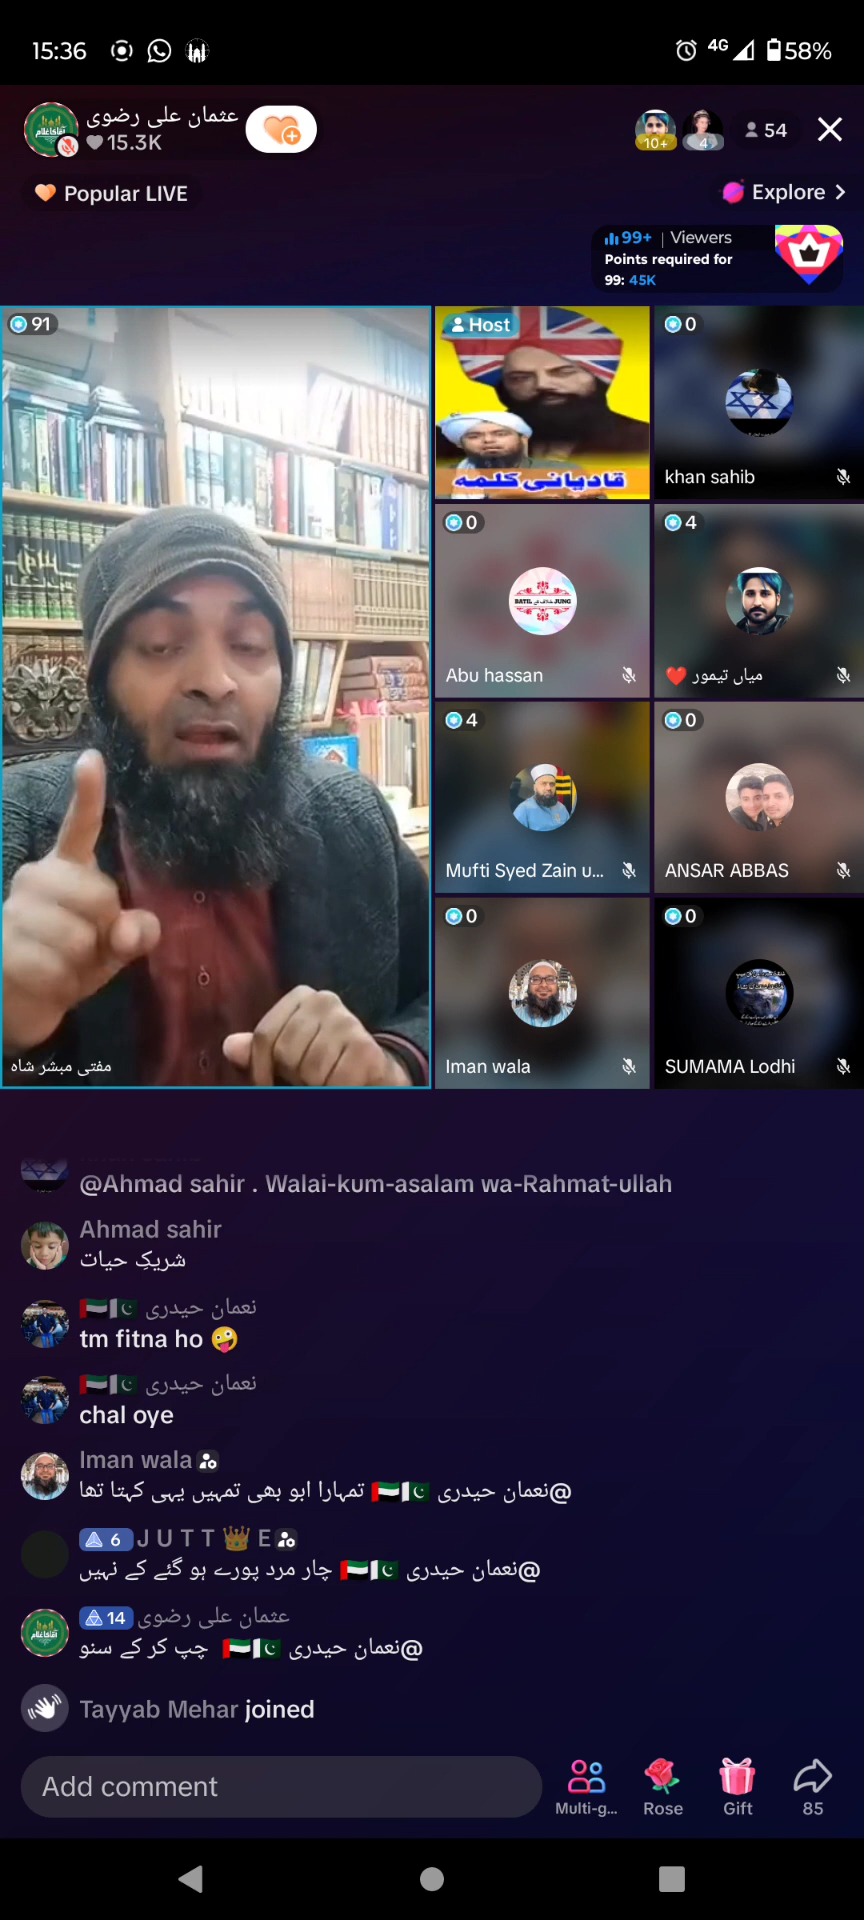 15:36
4G
58%
عثمان علی رضوی
15.3K
10+
4
54
Popular LIVE
Explore
99+ | Viewers
Points required for
99: 45K
91
Host
0
قادیانی کلمہ
khan sahib
0
4
BATIL کے خلاف JUNG
Abu hassan
میاں تیمور ❤️
4
0
Mufti Syed Zain u...
ANSAR ABBAS
0
0
مفتی مبشر شاہ
Iman wala
SUMAMA Lodhi
@Ahmad sahir . Walai-kum-asalam wa-Rahmat-ullah
Ahmad sahir
شریکِ حیات
نعمان حیدری 🇵🇰🇦🇪
tm fitna ho 🤪
نعمان حیدری 🇵🇰🇦🇪
chal oye
Iman wala
@نعمان حیدری 🇵🇰🇦🇪 تمہارا ابو بھی تمہیں یہی کہتا تھا
6 J U T T 👑 E
@نعمان حیدری 🇵🇰🇦🇪 چار مرد پورے ہو گئے کے نہیں
14 عثمان علی رضوی
@نعمان حیدری 🇵🇰🇦🇪 چپ کر کے سنو
Tayyab Mehar joined
Add comment
Multi-g...
Rose
Gift
85